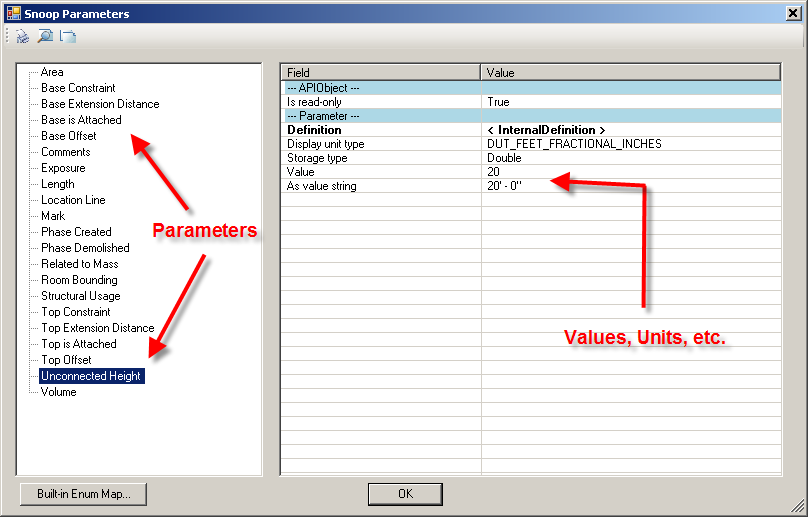 Snoop Parameters
Area
Base Constraint
Base Extension Distance
Base is Attached
Base Offset
Comments
Exposure
Length
Location Line
Mark
Phase Created
Phase Demolished
Related to Mass
Room Bounding
Structural Usage
Top Constraint
Top Extension Distance
Top is Attached
Top Offset
Unconnected Height
Volume
Parameters
Field Value
--- APIObject ---
Is read-only True
--- Parameter ---
Definition < InternalDefinition >
Display unit type DUT_FEET_FRACTIONAL_INCHES
Storage type Double
Value 20
As value string 20' - 0"
Values, Units, etc.
Built-in Enum Map...
OK